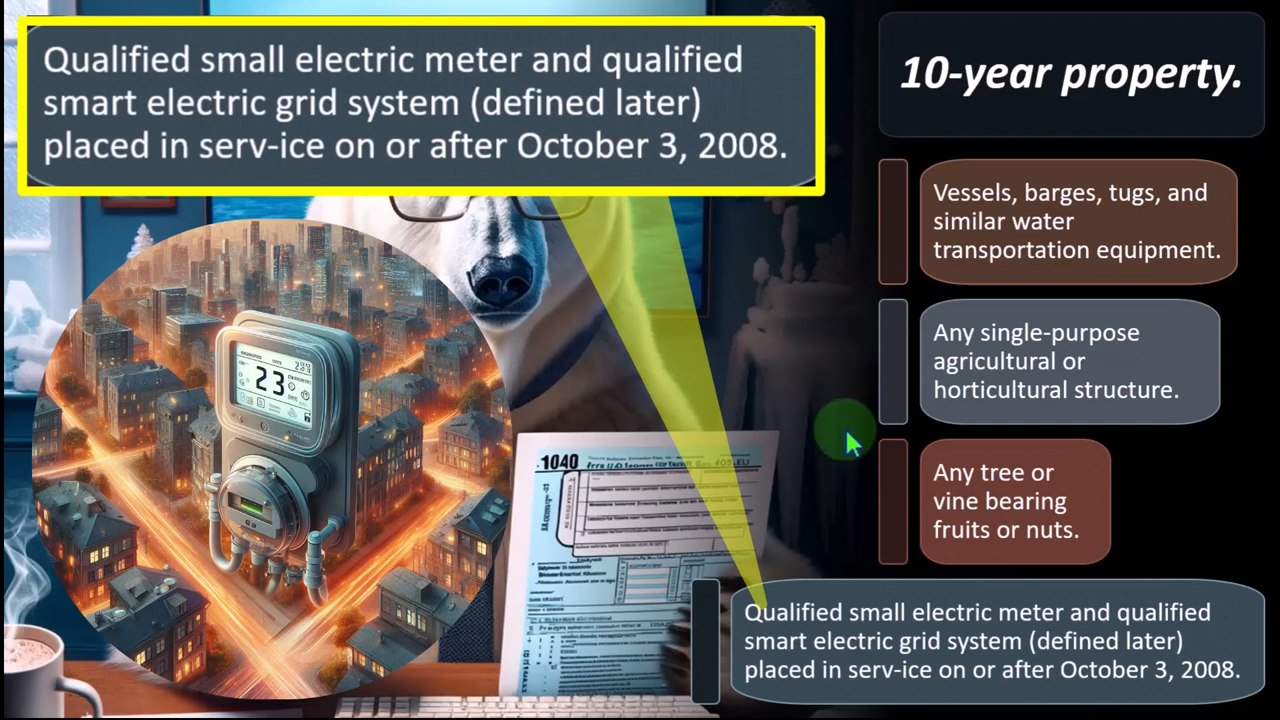 Qualified small electric meter and qualified
smart electric grid system (defined later)
placed in serv-ice on or after October 3, 2008.
10-year property.
Vessels, barges, tugs, and
similar water
transportation equipment.
Any single-purpose
agricultural or
horticultural structure.
Any tree or
vine bearing
fruits or nuts.
Qualified small electric meter and qualified
smart electric grid system (defined later)
placed in serv-ice on or after October 3, 2008.
23
1040